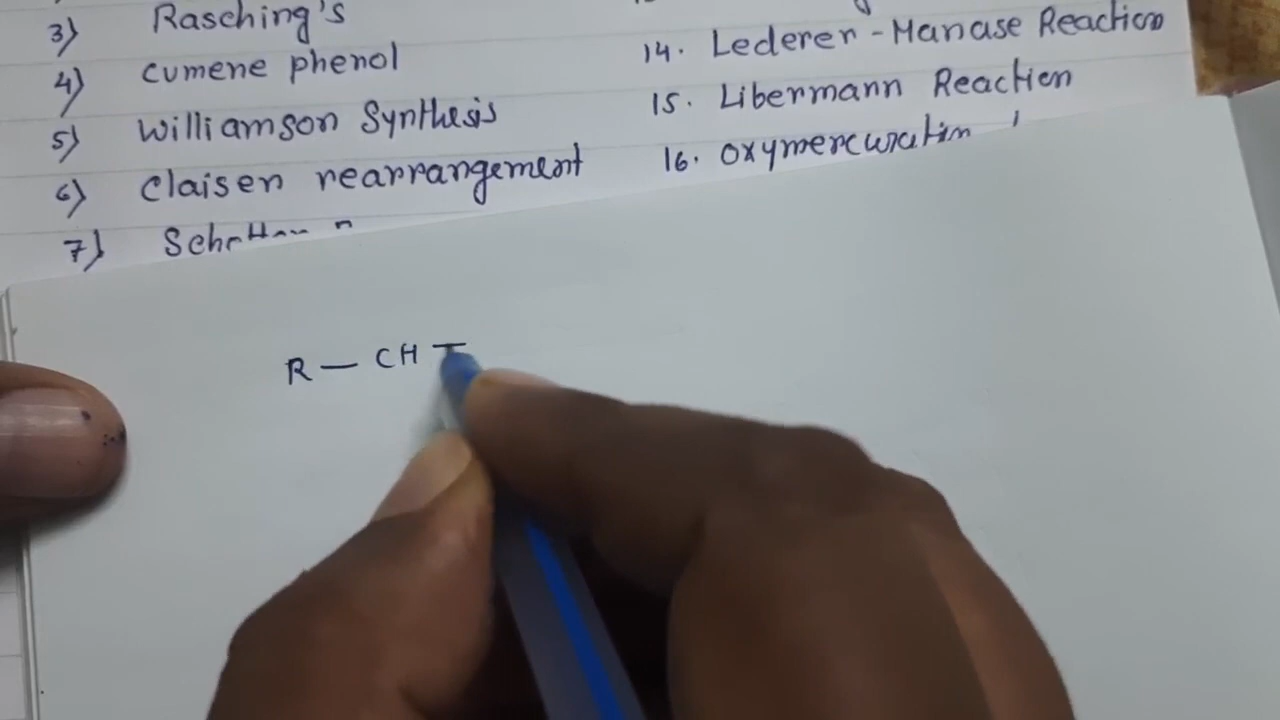 3) Rasching's
4) cumene phenol
5) Williamson Synthesis
6) Claisen rearrangement
7)
14. Lederer - Manase Reaction
15. Libermann Reaction
16. Oxymercuration
R — CH